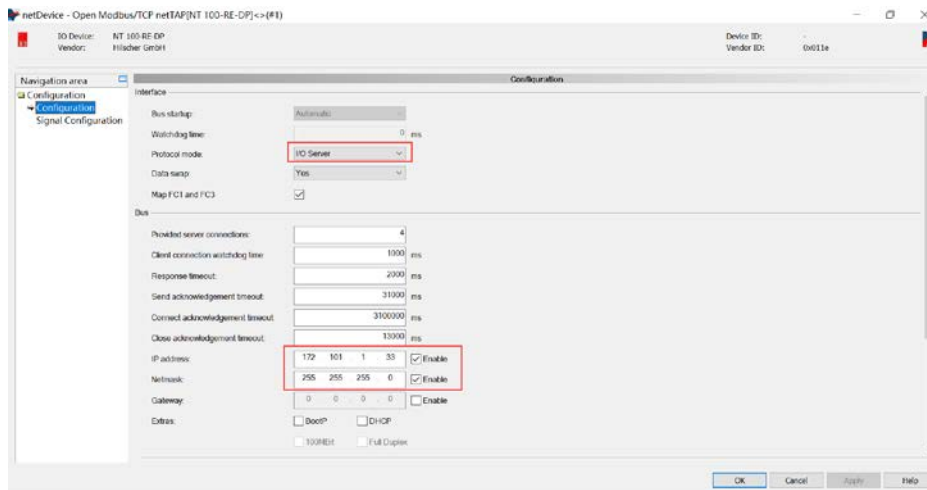 netDevice - Open Modbus/TCP netTAP[NT 100-RE-DP]<>(#1)
IO Device: NT 100-RE-DP Device ID: -
Vendor: Hilscher GmbH Vendor ID: 0x011e
Navigation area
Configuration
Configuration
Signal Configuration
Configuration
Interface
Bus startup: Automatic
Watchdog time: 0 ms
Protocol mode: I/O Server
Data swap: Yes
Map FC1 and FC3
Bus
Provided server connections: 4
Client connection watchdog time 1000 ms
Response timeout: 2000 ms
Send acknowledgement timeout: 31000 ms
Connect acknowledgement timeout: 3100000 ms
Close acknowledgement timeout: 13000 ms
IP address: 172 . 101 . 1 . 33 Enable
Netmask: 255 . 255 . 255 . 0 Enable
Gateway: 0 . 0 . 0 . 0 Enable
Extras: BootP DHCP
100MBit Full Duplex
OK Cancel Apply Help